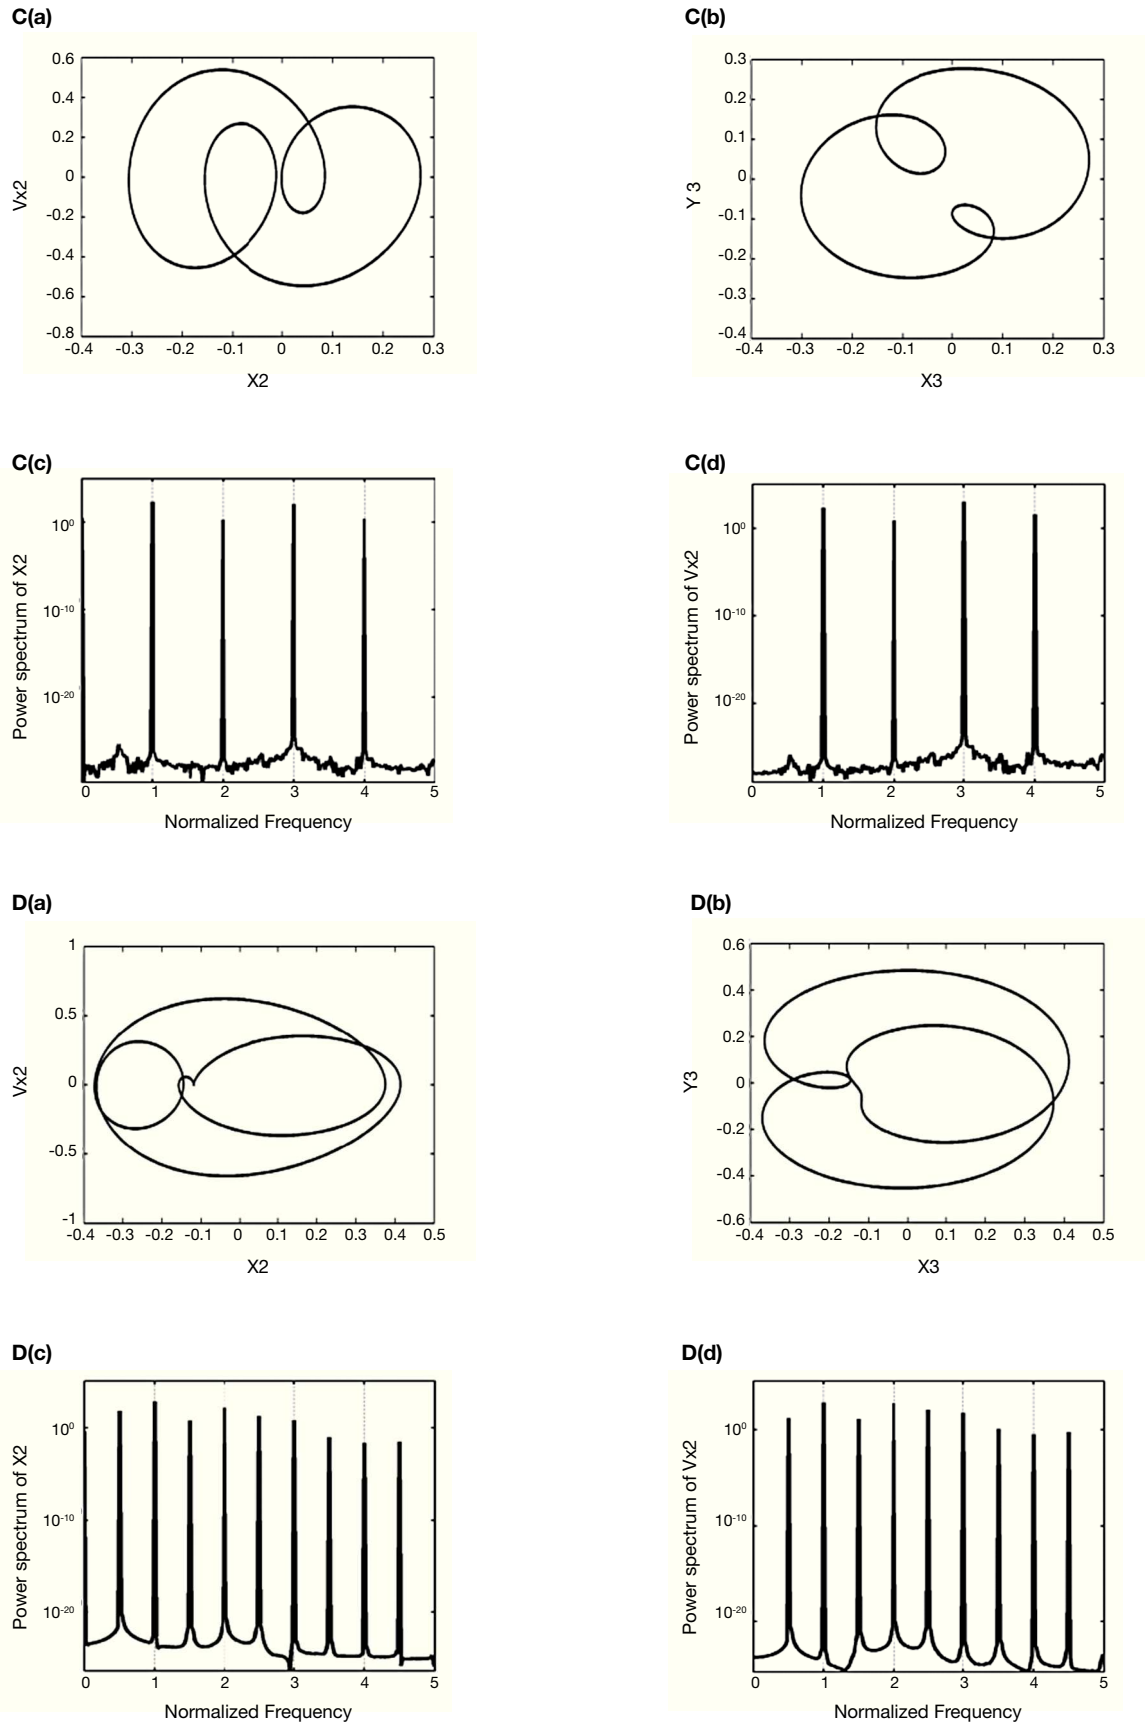 C(a)
0.6
0.4
0.2
0
-0.2
-0.4
-0.6
-0.8
-0.4 -0.3 -0.2 -0.1 0 0.1 0.2 0.3
Vx2
X2
C(b)
0.3
0.2
0.1
0
-0.1
-0.2
-0.3
-0.4
-0.4 -0.3 -0.2 -0.1 0 0.1 0.2 0.3
Y 3
X3
C(c)
10⁰
10⁻¹⁰
10⁻²⁰
0 1 2 3 4 5
Power spectrum of X2
Normalized Frequency
C(d)
10⁰
10⁻¹⁰
10⁻²⁰
0 1 2 3 4 5
Power spectrum of Vx2
Normalized Frequency
D(a)
1
0.5
0
-0.5
-1
-0.4 -0.3 -0.2 -0.1 0 0.1 0.2 0.3 0.4 0.5
Vx2
X2
D(b)
0.6
0.4
0.2
0
-0.2
-0.4
-0.6
-0.4 -0.3 -0.2 -0.1 0 0.1 0.2 0.3 0.4 0.5
Y3
X3
D(c)
10⁰
10⁻¹⁰
10⁻²⁰
0 1 2 3 4 5
Power spectrum of X2
Normalized Frequency
D(d)
10⁰
10⁻¹⁰
10⁻²⁰
0 1 2 3 4 5
Power spectrum of Vx2
Normalized Frequency